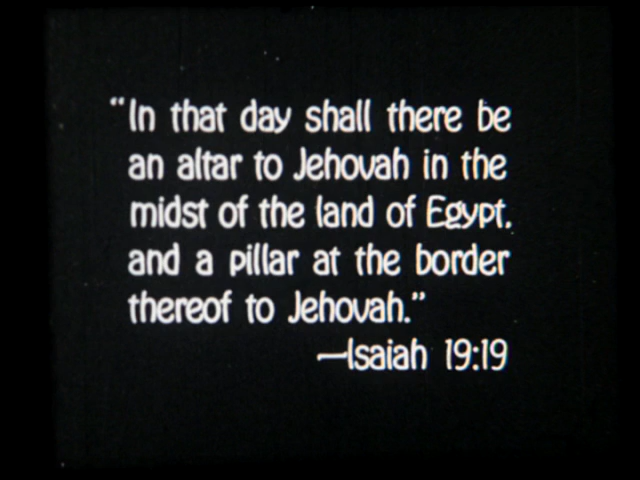 “In that day shall there be
an altar to Jehovah in the
midst of the land of Egypt,
and a pillar at the border
thereof to Jehovah.”
—Isaiah 19:19